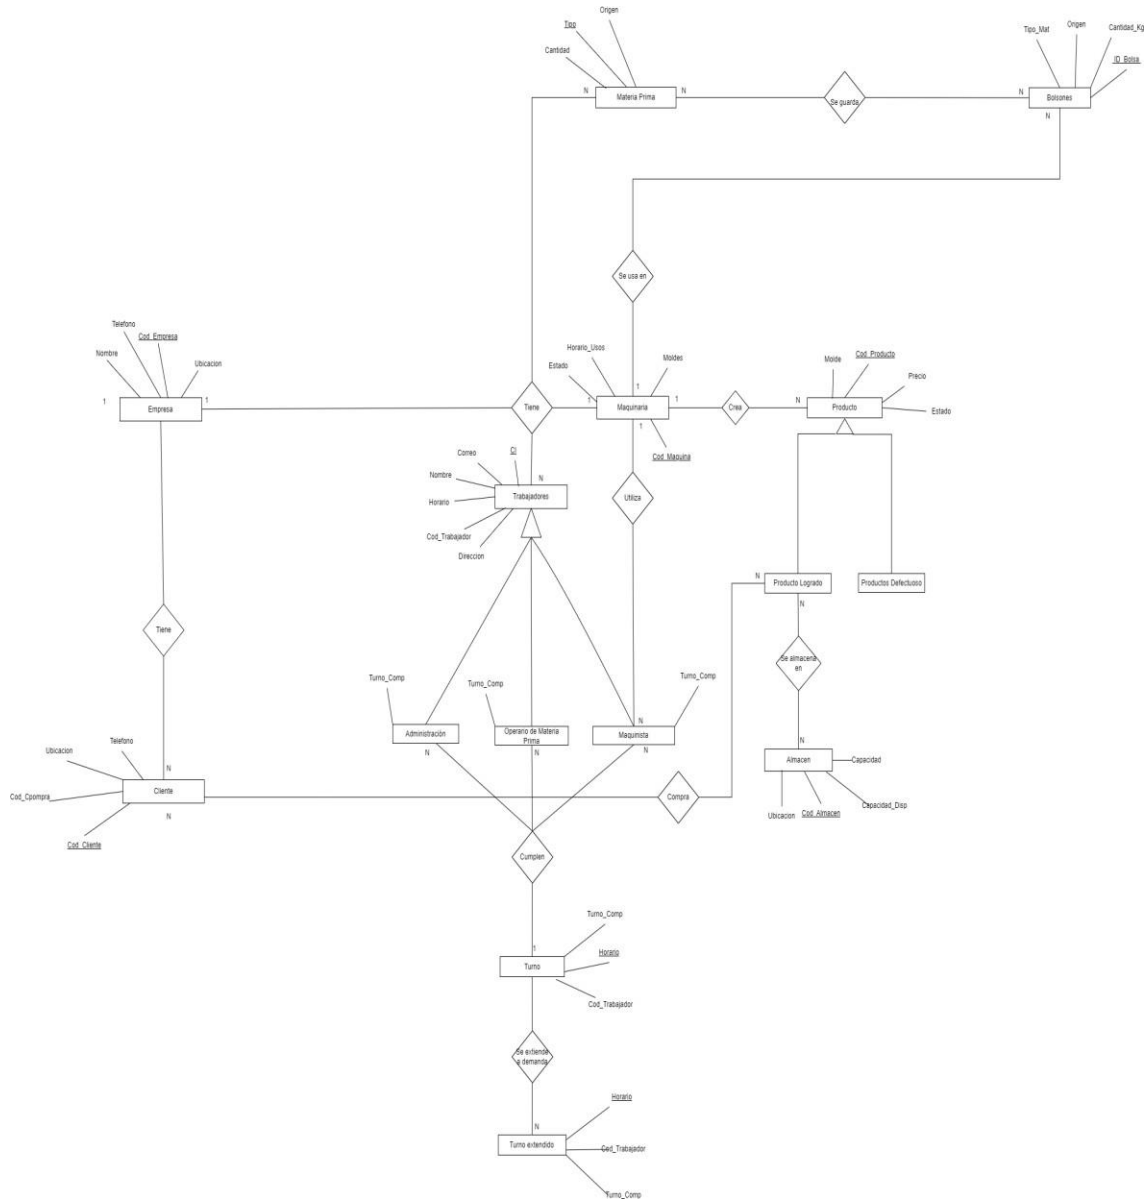 Origen
Tipo
Cantidad
N
Materia Prima
N
Se guarda
Tipo_Mat
Origen
Cantidad_Kg
ID_Bolsa
N
Bolsones
N
Se usa en
Telefono
Cod_Empresa
Nombre
Ubicacion
1
Empresa
1
Tiene
Horario_Usos
Moldes
Estado
1
1
Maquinaria
1
1
Cod_Maquina
Crea
Molde
Cod_Producto
Precio
Estado
N
Producto
Correo
CI
N
Nombre
Trabajadores
Horario
Cod_Trabajador
Direccion
Utiliza
N
Producto Logrado
N
Productos Defectuoso
Tiene
Se almacena
en
Turno_Comp
Administración
N
Turno_Comp
Operario de Materia
Prima
N
Turno_Comp
N
Maquinista
N
N
Almacen
Capacidad
Capacidad_Disp
Ubicacion
Cod_Almacen
Ubicacion
Telefono
N
Cliente
Cod_Cpompra
N
Cod_Cliente
Compra
Cumplen
1
Turno_Comp
Turno
Horario
Cod_Trabajador
Se extiende
a demanda
N
Horario
Turno extendido
Cod_Trabajador
Turno_Comp